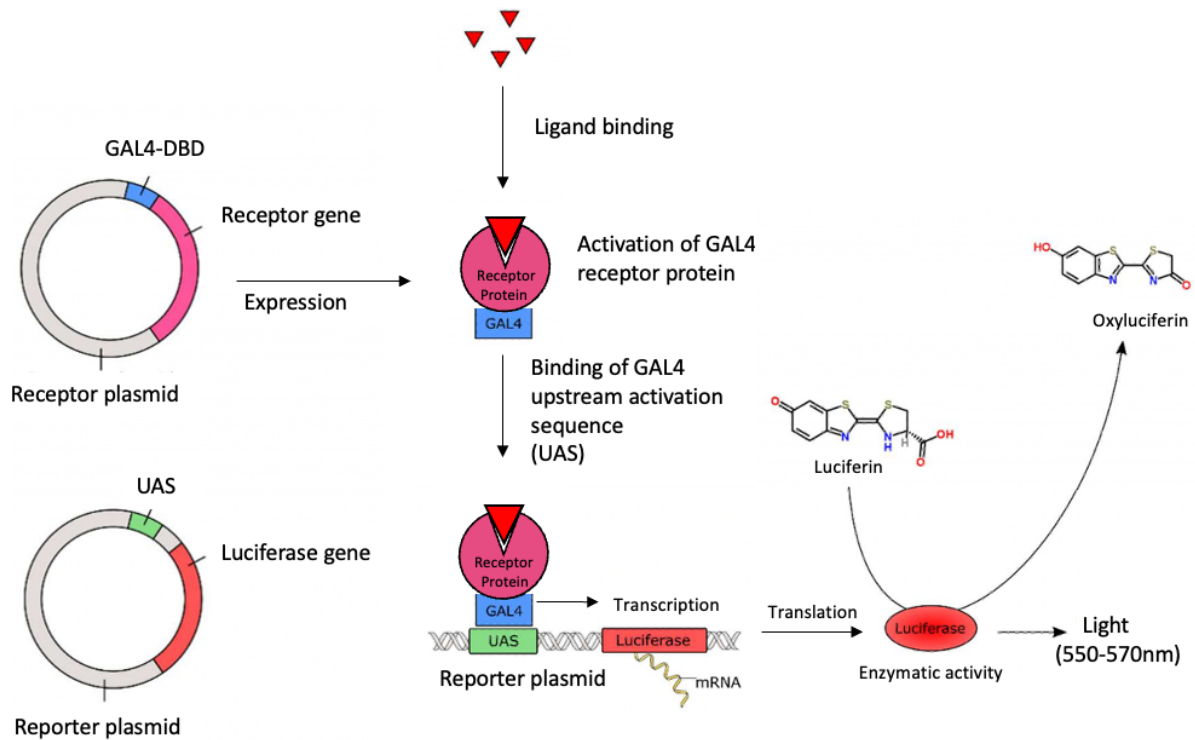 Ligand binding
GAL4-DBD
Receptor gene
Expression
Receptor plasmid
Receptor
Protein
GAL4
Activation of GAL4
receptor protein
Binding of GAL4
upstream activation
sequence
(UAS)
UAS
Luciferase gene
Reporter plasmid
Receptor
Protein
GAL4
Transcription
UAS
Luciferase
Reporter plasmid
mRNA
Translation
O
S
N
S
N
H
H
OH
O
Luciferin
HO
S
N
S
N
O
Oxyluciferin
Luciferase
Enzymatic activity
Light
(550-570nm)